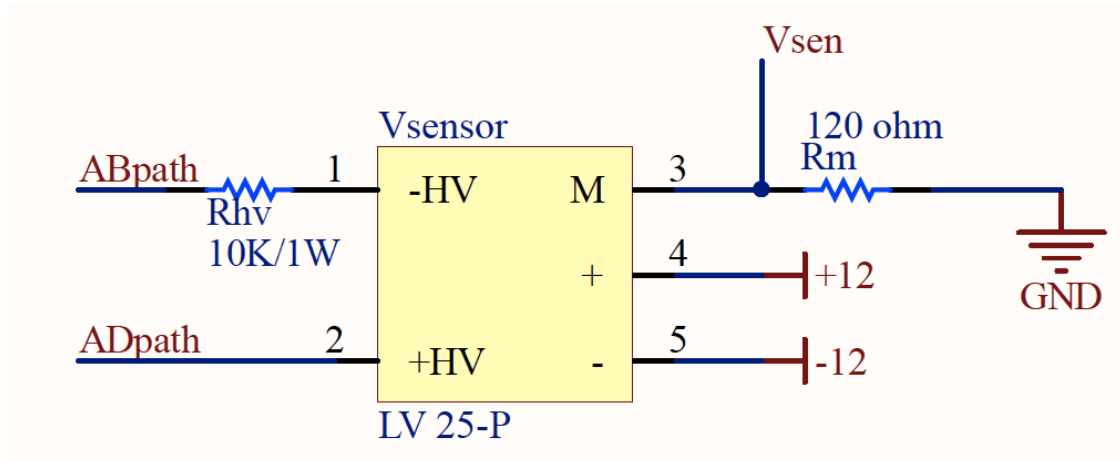 Vsen
Vsensor
120 ohm
Rm
ABpath
1
-HV
M
3
Rhv
10K/1W
+
4
+12
GND
ADpath
2
+HV
-
5
-12
LV 25-P